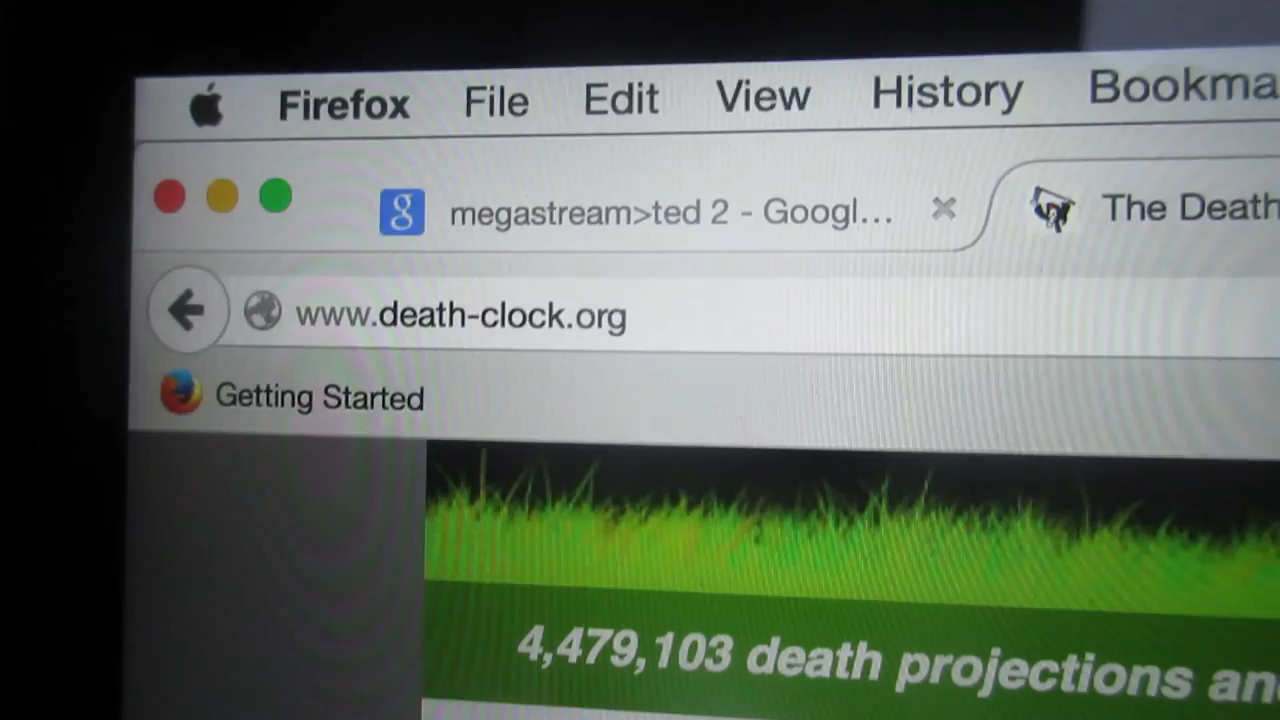 Firefox File Edit View History Bookma
megastream>ted 2 - Googl... The Death
www.death-clock.org
Getting Started
4,479,103 death projections an